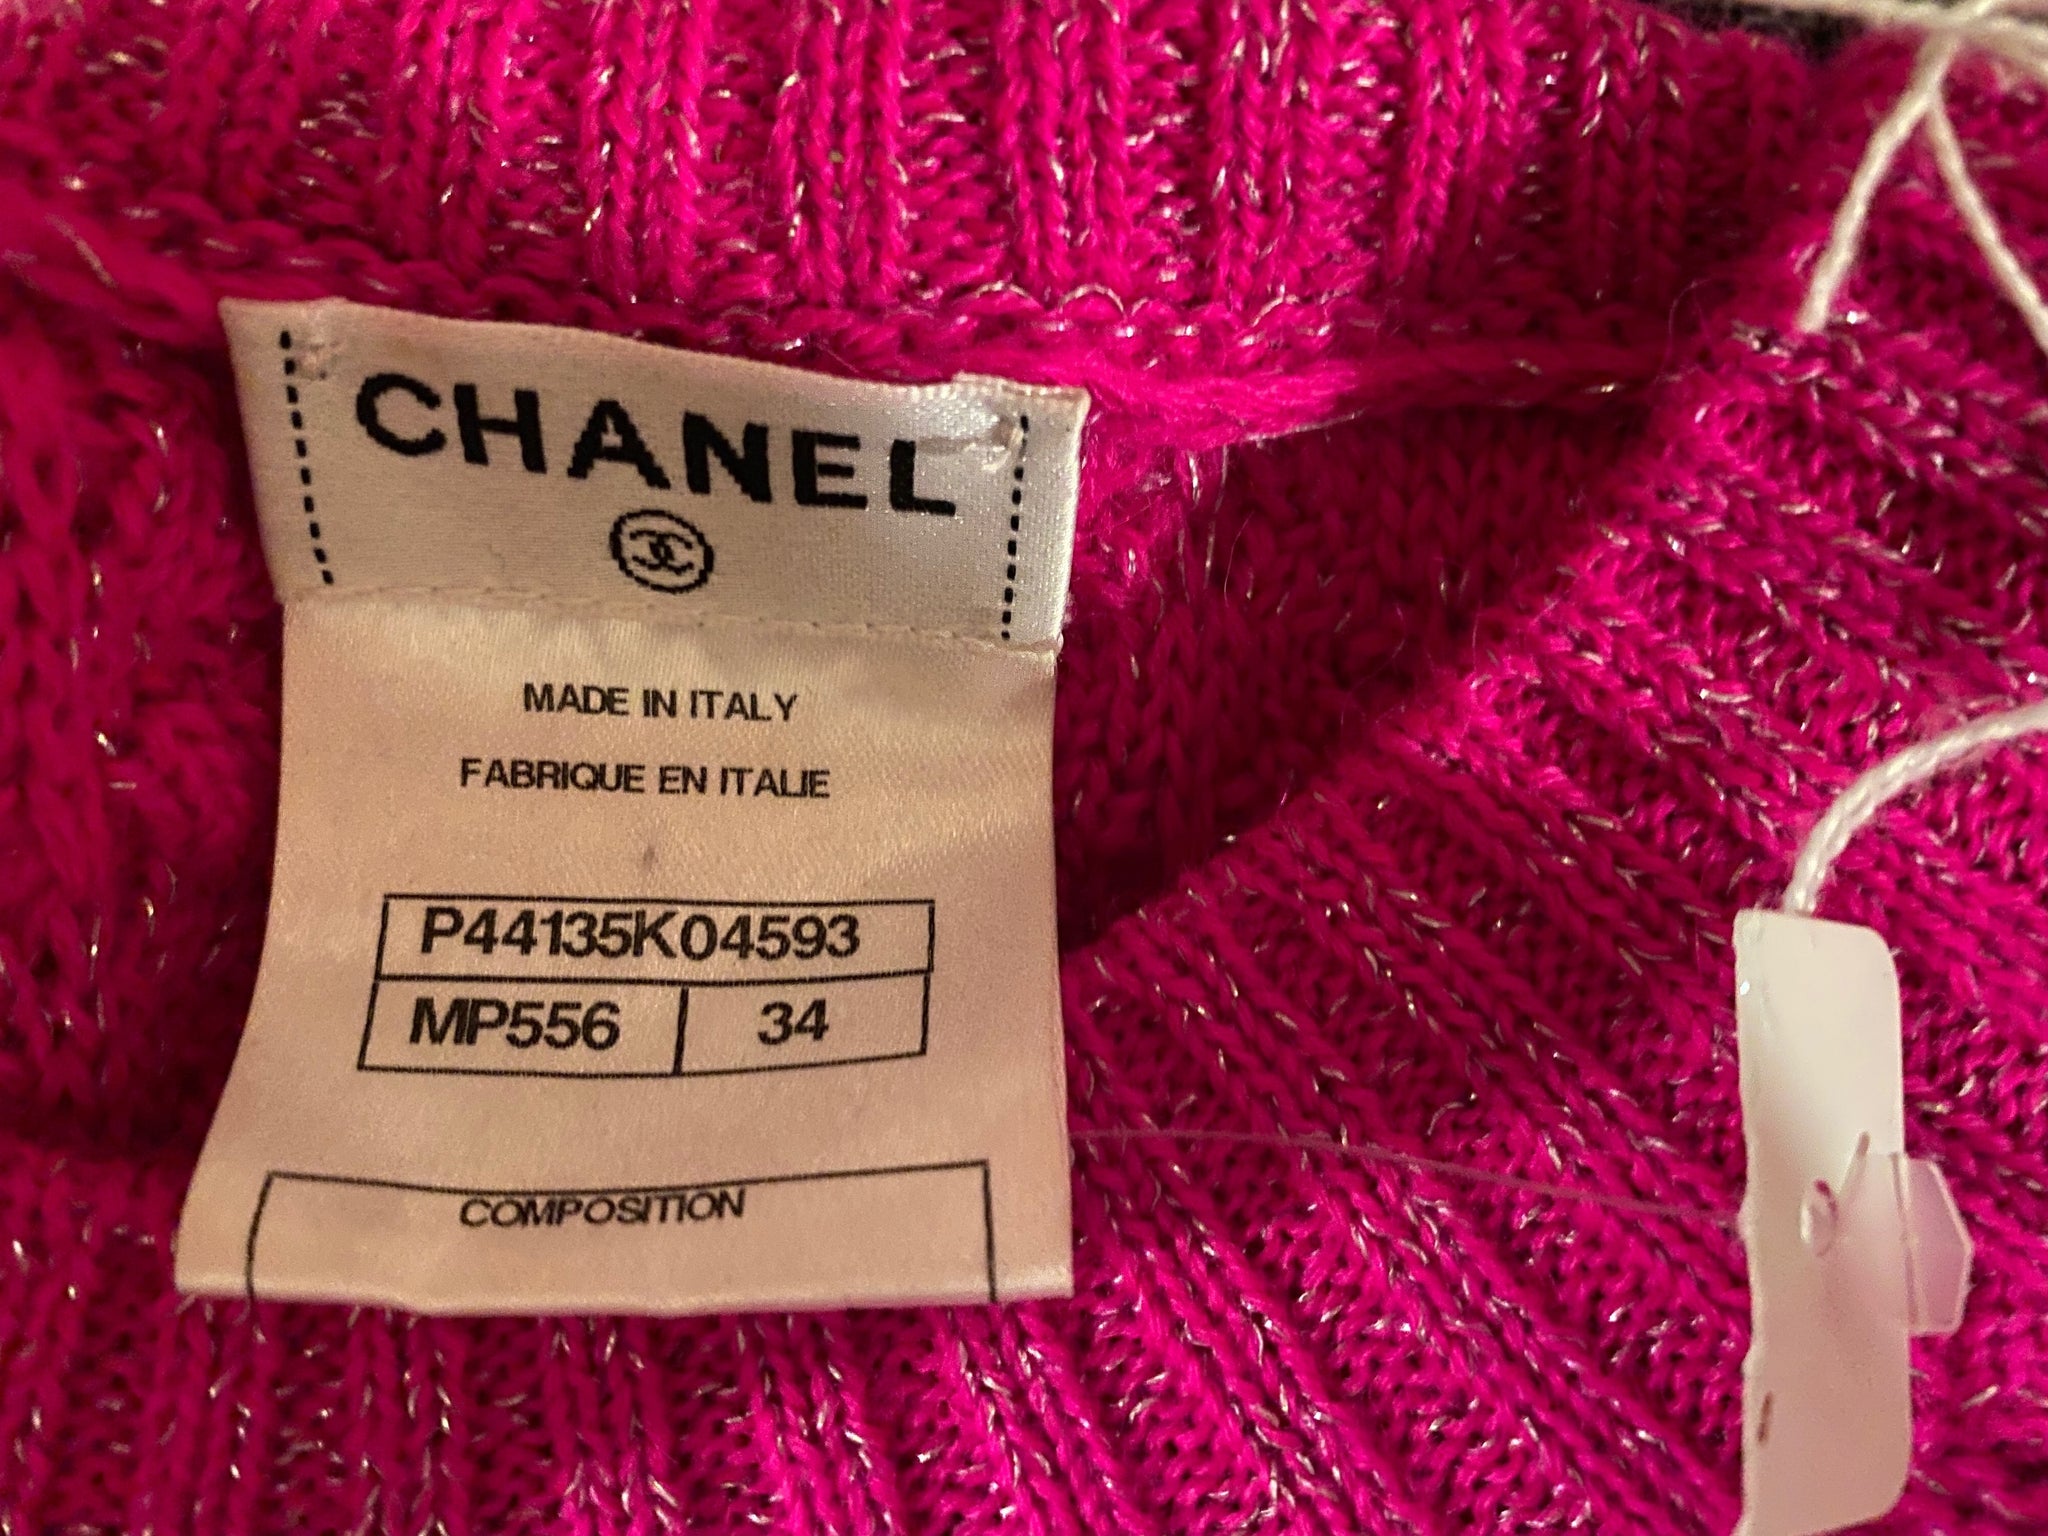 CHANEL
MADE IN ITALY
FABRIQUE EN ITALIE
P44135K04593
MP556 34
COMPOSITION